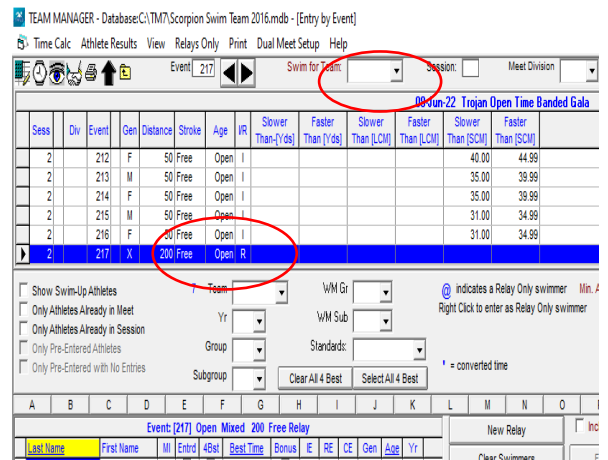 TEAM MANAGER - Database:C:\TM7\Scorpion Swim Team 2016.mdb - [Entry by Event]
Time Calc Athlete Results View Relays Only Print Dual Meet Setup Help
Event 217 Swim for Team: Session: Meet Division
08-Jun-22 Trojan Open Time Banded Gala
Sess Div Event Gen Distance Stroke Age I/R Slower Than-[Yds] Faster Than [Yds] Slower Than [LCM] Faster Than [LCM] Slower Than [SCM] Faster Than [SCM]
2 212 F 50 Free Open I 40.00 44.99
2 213 M 50 Free Open I 35.00 39.99
2 214 F 50 Free Open I 35.00 39.99
2 215 M 50 Free Open I 31.00 34.99
2 216 F 50 Free Open I 31.00 34.99
2 217 X 200 Free Open R
Show Swim-Up Athletes ? Team WM Gr @ indicates a Relay Only swimmer Min. A
Only Athletes Already in Meet Yr WM Sub Right Click to enter as Relay Only swimmer
Only Athletes Already in Session
Only Pre-Entered Athletes Group Standards:
Only Pre-Entered with No Entries * = converted time
Subgroup Clear All 4 Best Select All 4 Best
A B C D E F G H I J K L M N O
Event: [217] Open Mixed 200 Free Relay New Relay Inc
Last Name First Name MI Entrd 4Bst Best Time Bonus IE RE CE Gen Age Yr Clear Swimmers